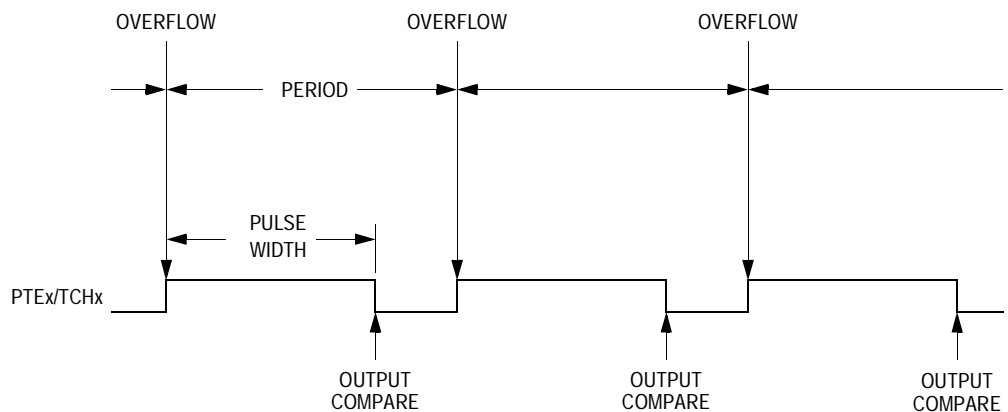 OVERFLOW
OVERFLOW
OVERFLOW
PERIOD
PULSE
WIDTH
PTEx/TCHx
OUTPUT
COMPARE
OUTPUT
COMPARE
OUTPUT
COMPARE